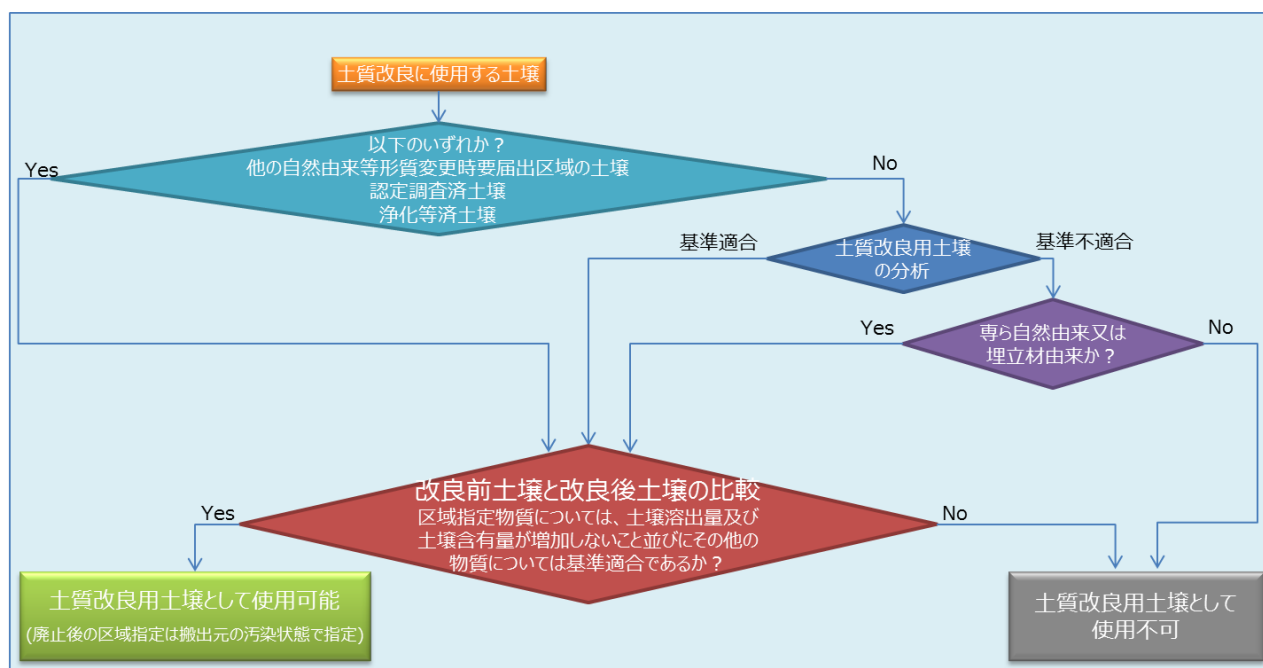 土質改良に使用する土壌
以下のいずれか？
他の自然由来等形質変更時要届出区域の土壌
認定調査済土壌
浄化等済土壌
Yes
No
基準適合
土質改良用土壌
の分析
基準不適合
Yes
専ら自然由来又は
埋立材由来か？
No
改良前土壌と改良後土壌の比較
区域指定物質については、土壌溶出量及び
土壌含有量が増加しないこと並びにその他の
物質については基準適合であるか？
Yes
No
土質改良用土壌として使用可能
(廃止後の区域指定は搬出元の汚染状態で指定)
土質改良用土壌として
使用不可